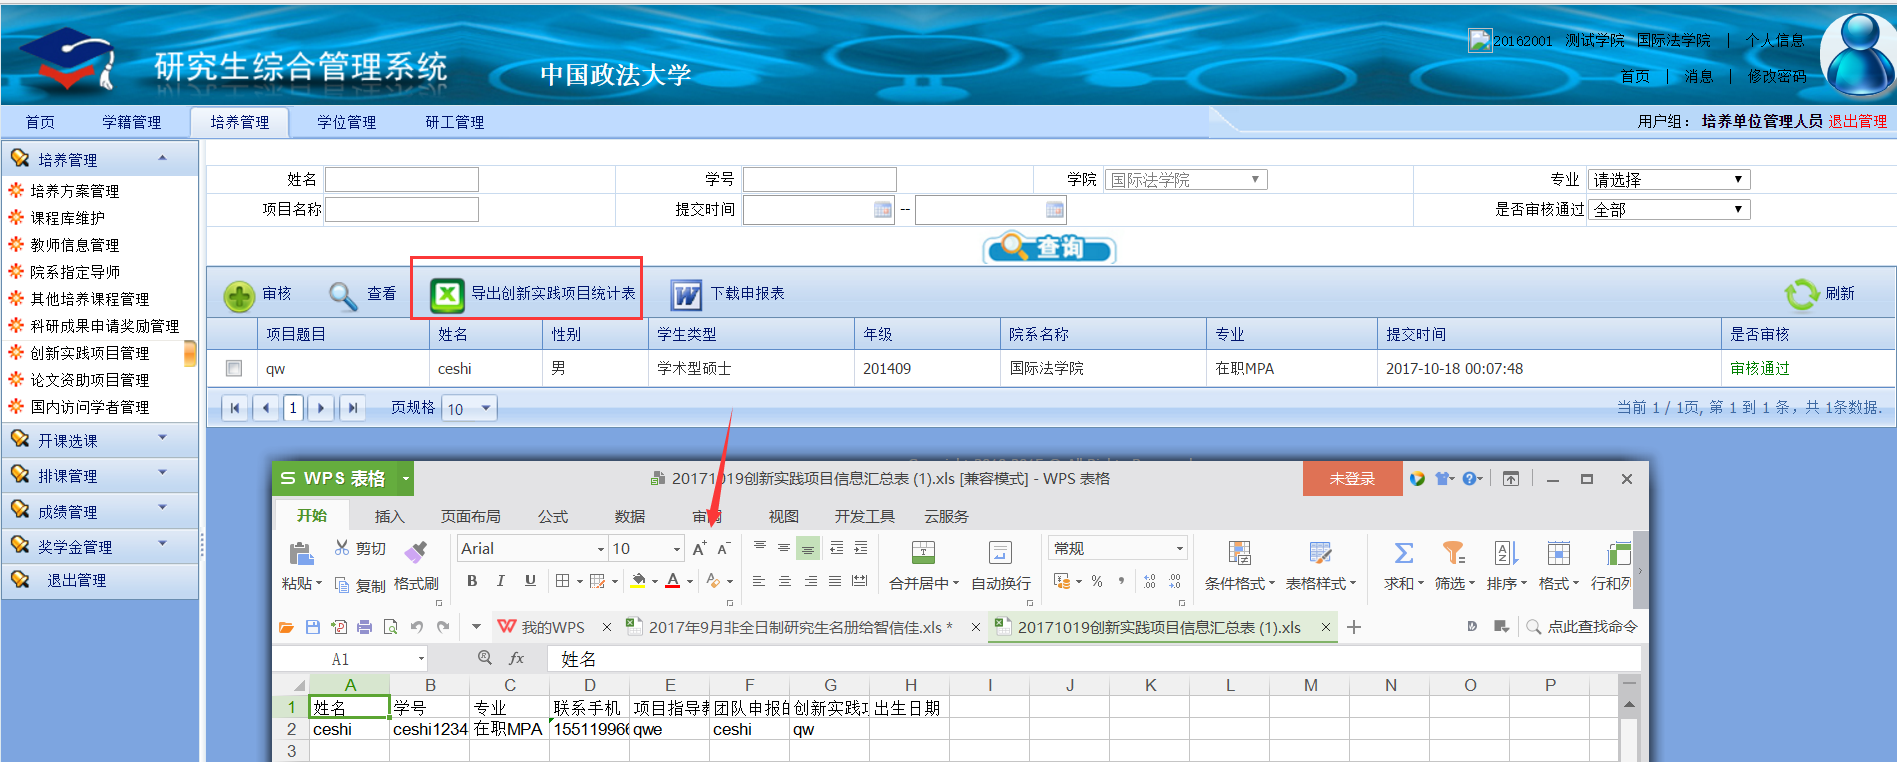 研究生综合管理系统
中国政法大学
20162001 测试学院 国际法学院 | 个人信息
首页 | 消息 | 修改密码
首页 学籍管理 培养管理 学位管理 研工管理
用户组： 培养单位管理人员 退出管理
培养管理
培养方案管理
课程库维护
教师信息管理
院系指定导师
其他培养课程管理
科研成果申请奖励管理
创新实践项目管理
论文资助项目管理
国内访问学者管理
开课选课
排课管理
成绩管理
奖学金管理
退出管理
姓名 学号 学院 国际法学院 专业 请选择
项目名称 提交时间 -- 是否审核通过 全部
查询
审核 查看 导出创新实践项目统计表 下载申报表 刷新
项目题目 姓名 性别 学生类型 年级 院系名称 专业 提交时间 是否审核
qw ceshi 男 学术型硕士 201409 国际法学院 在职MPA 2017-10-18 00:07:48 审核通过
1 页规格 10 当前 1 / 1页, 第 1 到 1 条，共 1条数据.
WPS 表格 20171019创新实践项目信息汇总表 (1).xls [兼容模式] - WPS 表格 未登录
开始 插入 页面布局 公式 数据 审阅 视图 开发工具 云服务
剪切 Arial 10 常规
粘贴 复制 格式刷 B I U 合并居中 自动换行 条件格式 表格样式 求和 筛选 排序 格式 行和列
我的WPS 2017年9月非全日制研究生名册给智信佳.xls * 20171019创新实践项目信息汇总表 (1).xls 点此查找命令
A1 fx 姓名
A B C D E F G H I J K L M N O P
1 姓名 学号 专业 联系手机 项目指导 团队申报 创新实践 出生日期
2 ceshi ceshi1234 在职MPA 15511996 qwe ceshi qw
3